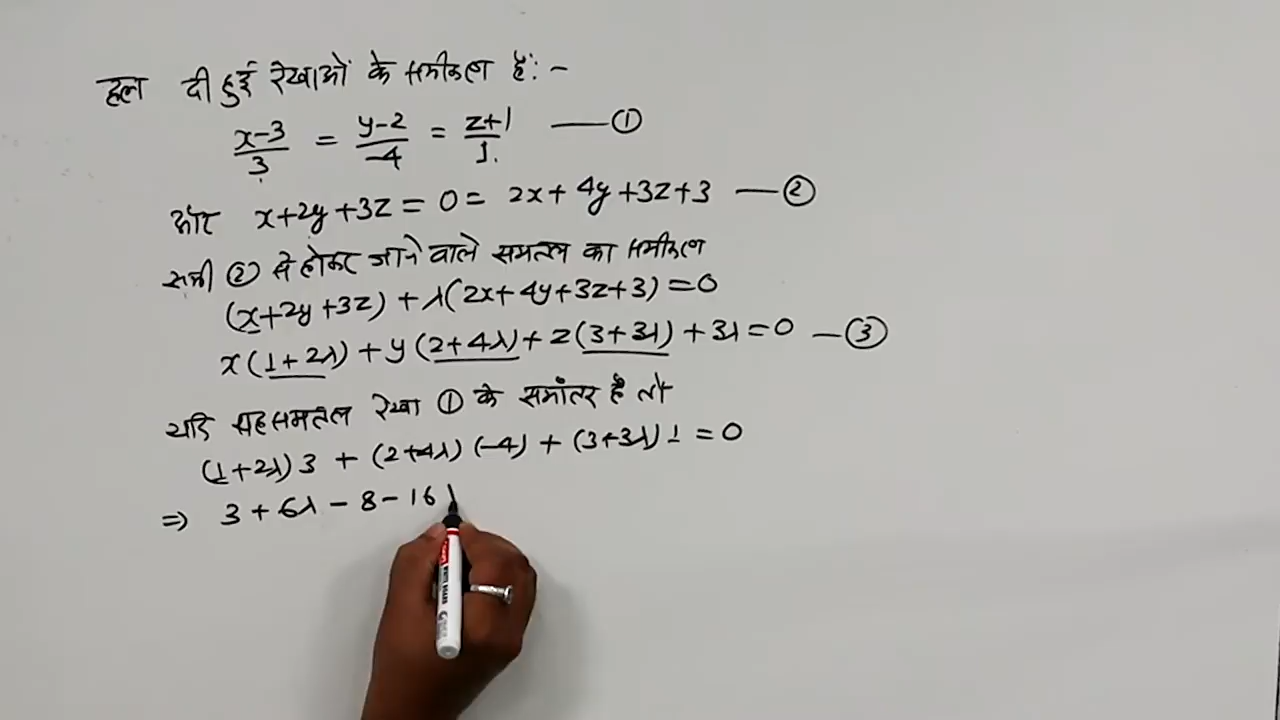 हल दी हुई रेखाओं के समीकरण हैं:-
x-3/3 = y-2/-4 = z+1/1 — ①
और x+2y+3z = 0 = 2x+4y+3z+3 — ②
समी ② से होकर जाने वाले समतल का समीकरण
(x+2y+3z) + λ(2x+4y+3z+3) = 0
x(1+2λ) + y(2+4λ) + z(3+3λ) + 3λ = 0 — ③
यदि यह समतल रेखा ① के समांतर है तो
(1+2λ)3 + (2+4λ)(-4) + (3+3λ)1 = 0
⇒ 3 + 6λ - 8 - 16λ